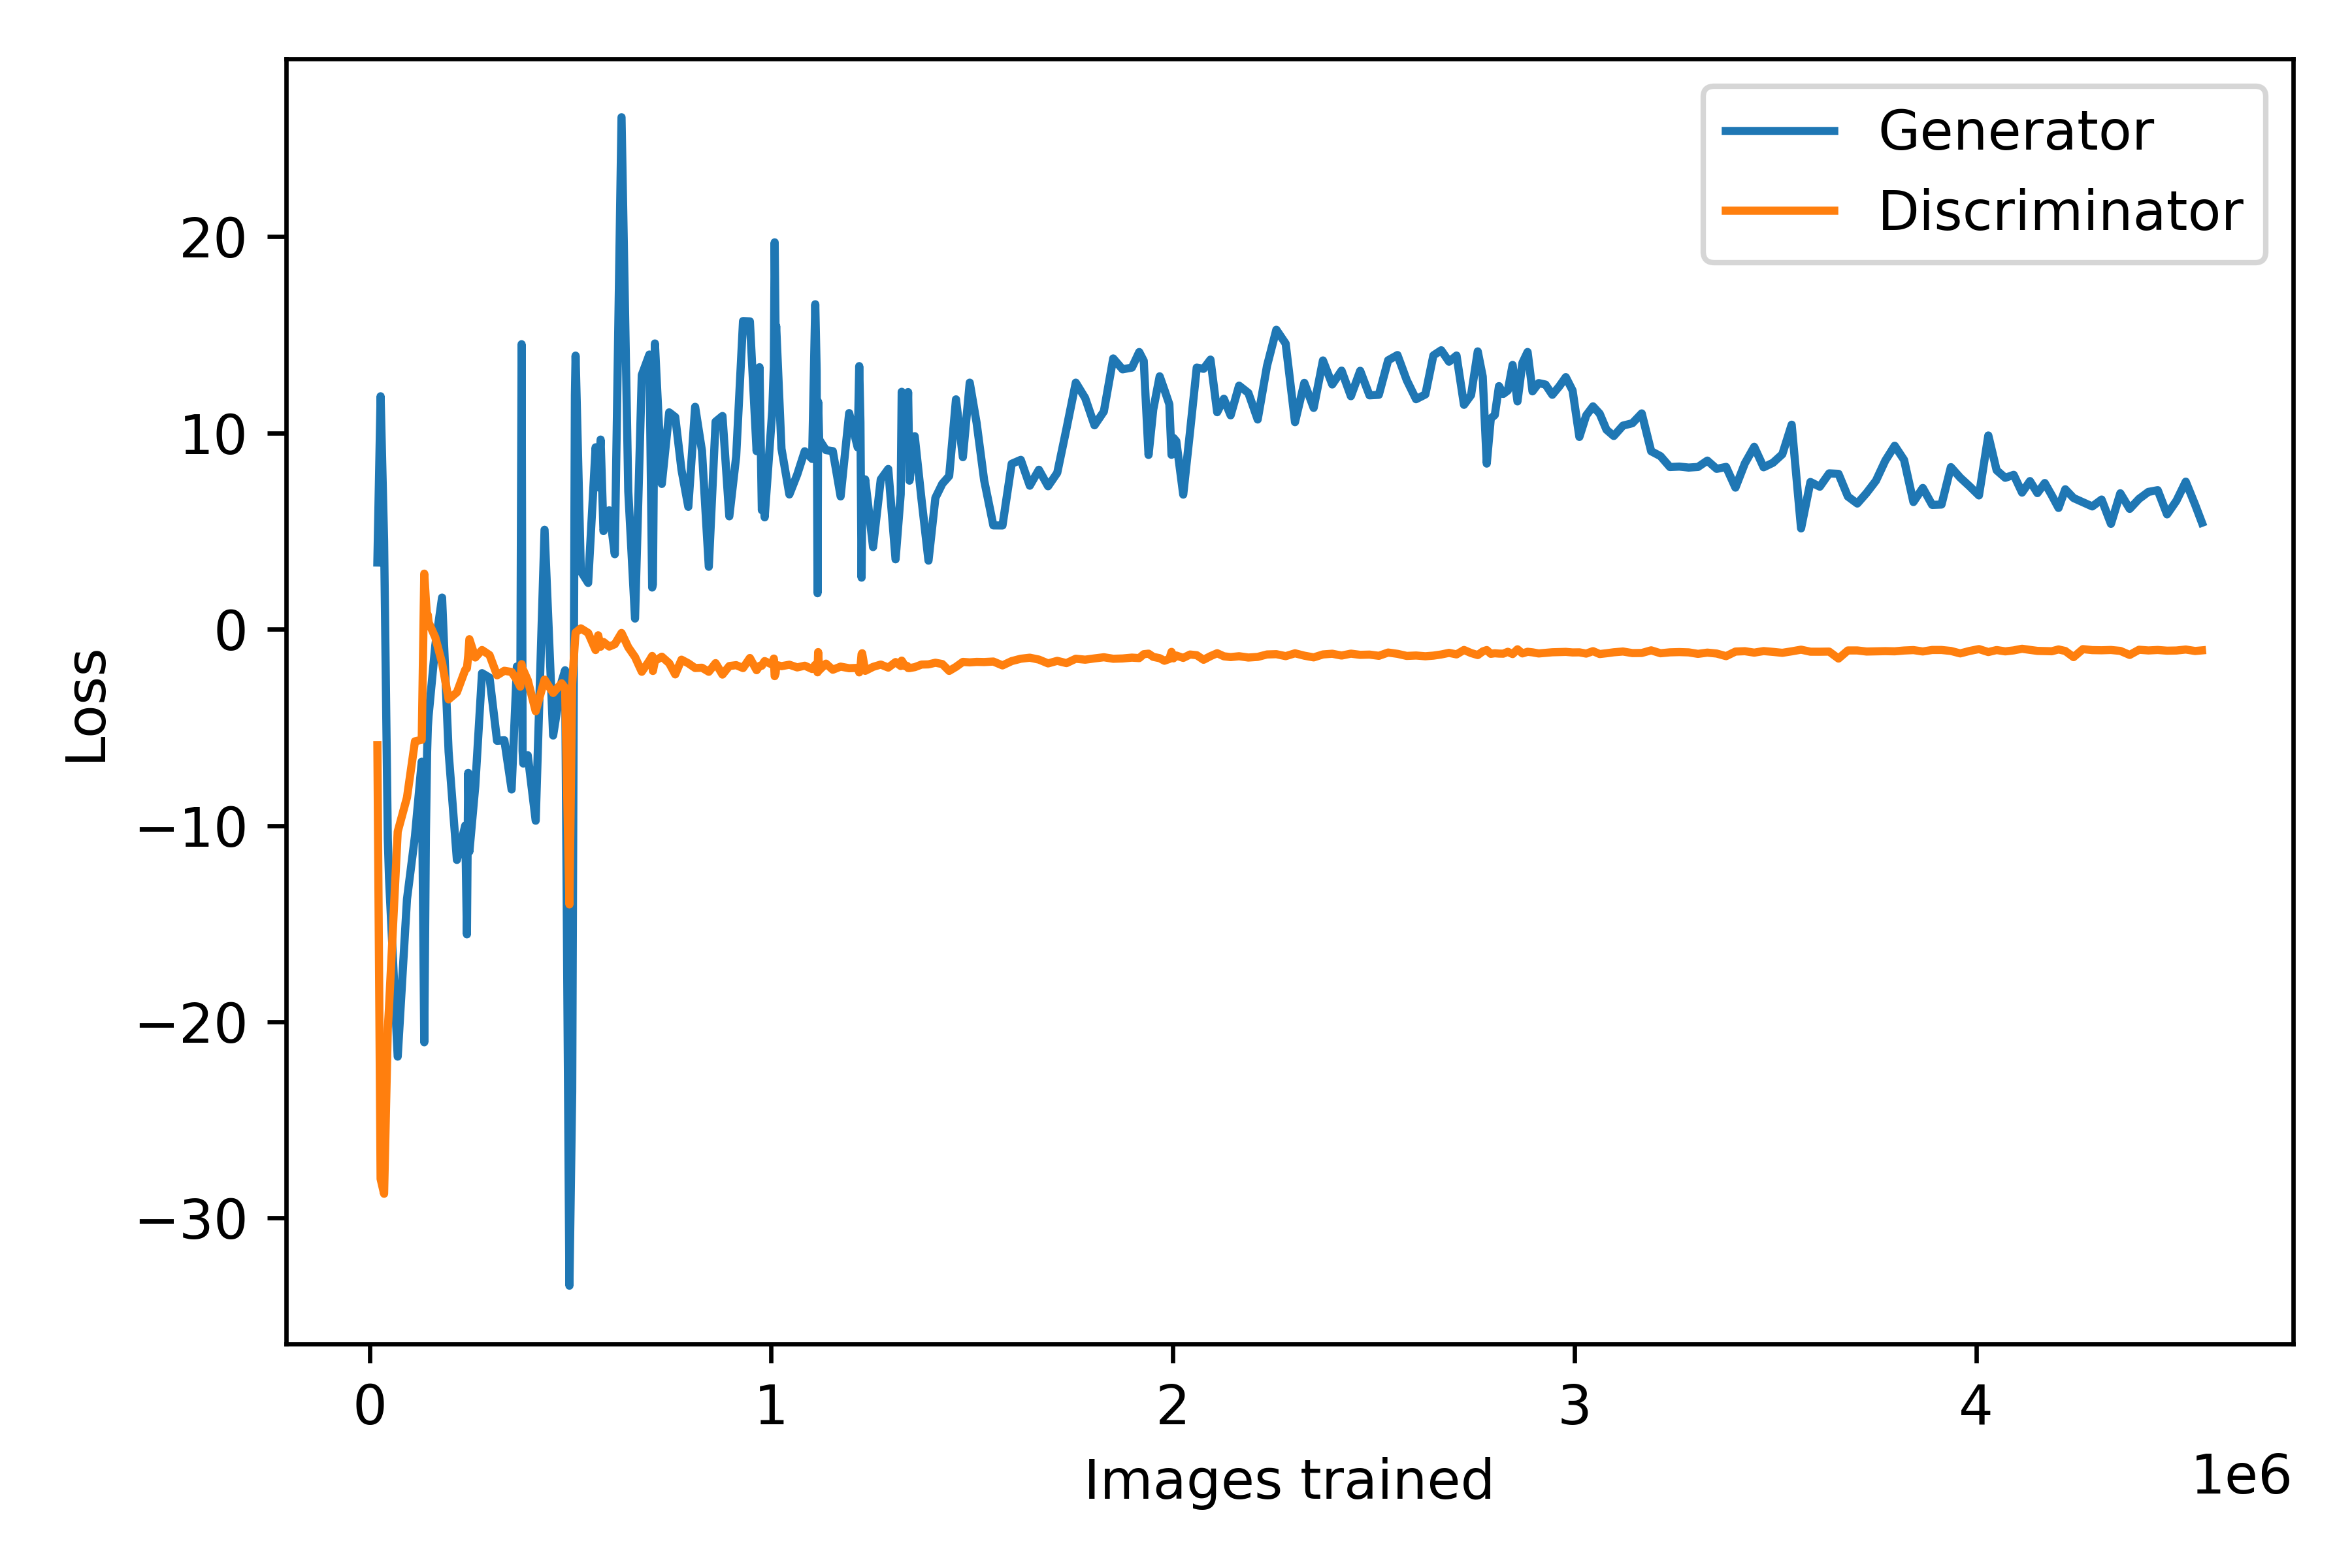 Generator
Discriminator
20
10
0
−10
−20
−30
Loss
0 1 2 3 4
Images trained
1e6